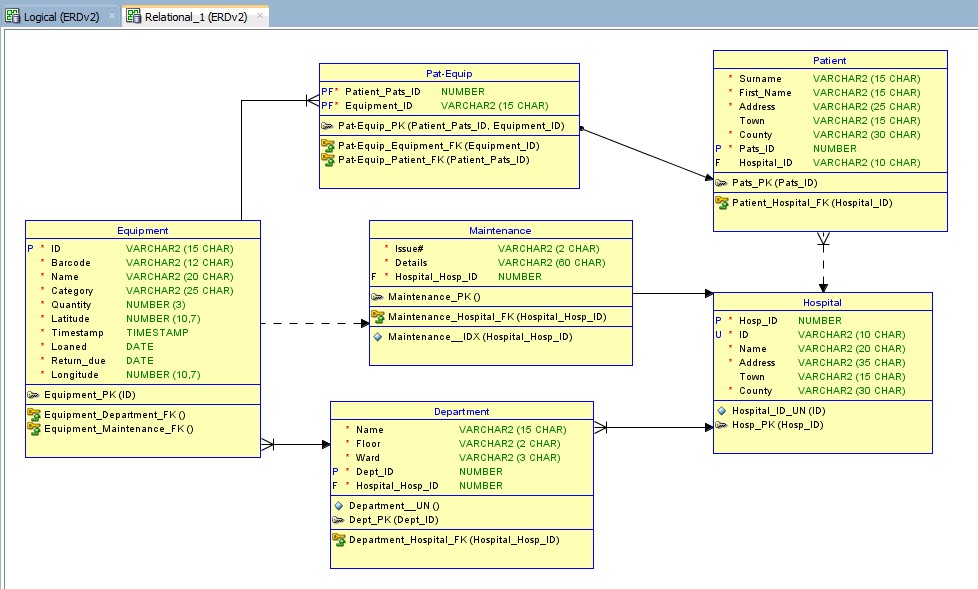 Logical (ERDv2)
Relational_1 (ERDv2)
Pat-Equip
PF* Patient_Pats_ID NUMBER
PF* Equipment_ID VARCHAR2 (15 CHAR)
Pat-Equip_PK (Patient_Pats_ID, Equipment_ID)
Pat-Equip_Equipment_FK (Equipment_ID)
Pat-Equip_Patient_FK (Patient_Pats_ID)
Patient
* Surname VARCHAR2 (15 CHAR)
* First_Name VARCHAR2 (15 CHAR)
* Address VARCHAR2 (25 CHAR)
Town VARCHAR2 (15 CHAR)
* County VARCHAR2 (30 CHAR)
P * Pats_ID NUMBER
F Hospital_ID VARCHAR2 (10 CHAR)
Pats_PK (Pats_ID)
Patient_Hospital_FK (Hospital_ID)
Equipment
P * ID VARCHAR2 (15 CHAR)
* Barcode VARCHAR2 (12 CHAR)
* Name VARCHAR2 (20 CHAR)
* Category VARCHAR2 (25 CHAR)
* Quantity NUMBER (3)
* Latitude NUMBER (10,7)
* Timestamp TIMESTAMP
* Loaned DATE
* Return_due DATE
* Longitude NUMBER (10,7)
Equipment_PK (ID)
Equipment_Department_FK ()
Equipment_Maintenance_FK ()
Maintenance
* Issue# VARCHAR2 (2 CHAR)
* Details VARCHAR2 (60 CHAR)
F * Hospital_Hosp_ID NUMBER
Maintenance_PK ()
Maintenance_Hospital_FK (Hospital_Hosp_ID)
Maintenance__IDX (Hospital_Hosp_ID)
Hospital
P * Hosp_ID NUMBER
U * ID VARCHAR2 (10 CHAR)
* Name VARCHAR2 (20 CHAR)
* Address VARCHAR2 (35 CHAR)
Town VARCHAR2 (15 CHAR)
* County VARCHAR2 (30 CHAR)
Hospital_ID_UN (ID)
Hosp_PK (Hosp_ID)
Department
* Name VARCHAR2 (15 CHAR)
* Floor VARCHAR2 (2 CHAR)
* Ward VARCHAR2 (3 CHAR)
P * Dept_ID NUMBER
F * Hospital_Hosp_ID NUMBER
Department__UN ()
Dept_PK (Dept_ID)
Department_Hospital_FK (Hospital_Hosp_ID)